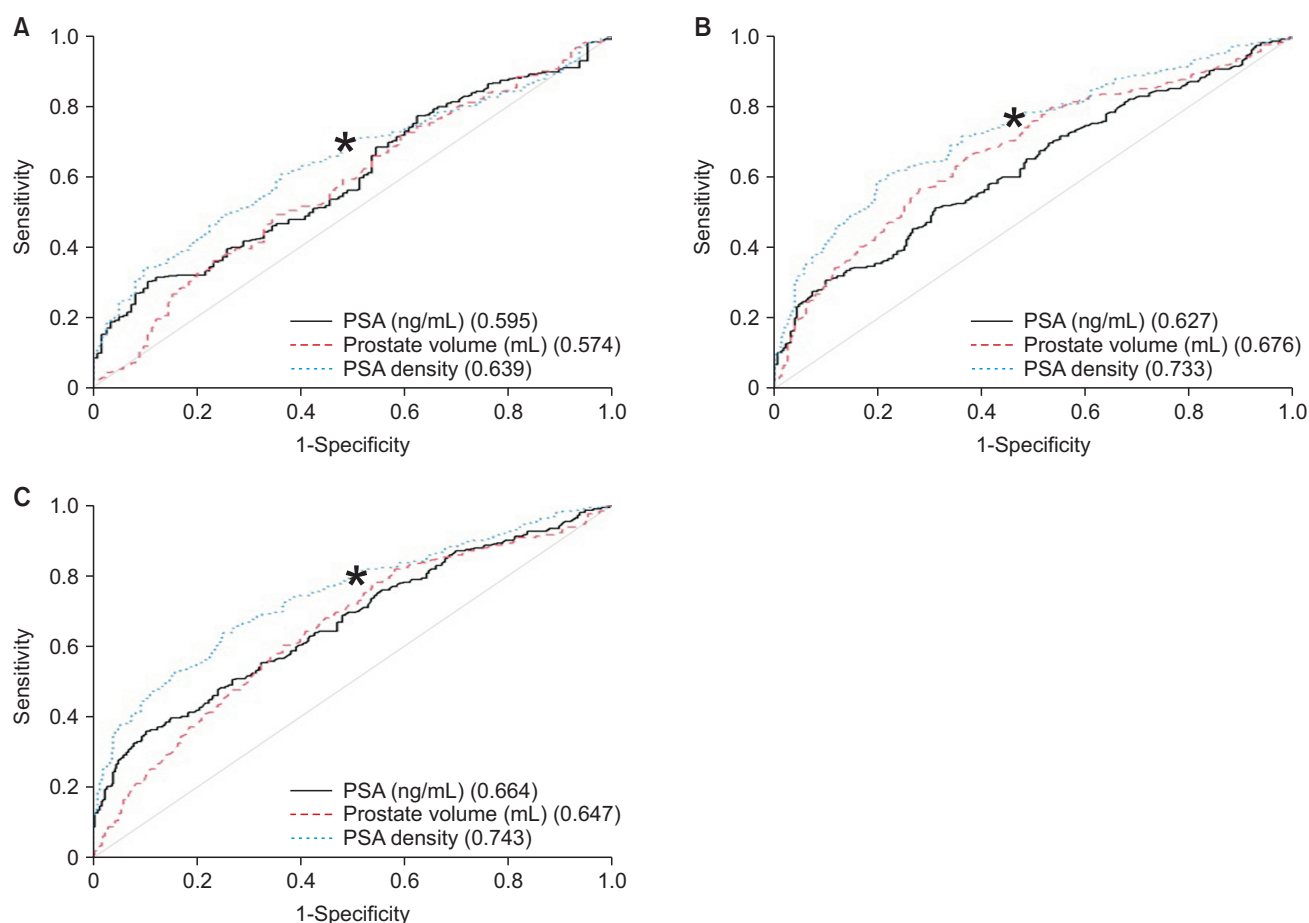 A
1.0
0.8
0.6
0.4
0.2
0
Sensitivity
*
PSA (ng/mL) (0.595)
Prostate volume (mL) (0.574)
PSA density (0.639)
0 0.2 0.4 0.6 0.8 1.0
1-Specificity
B
1.0
0.8
0.6
0.4
0.2
0
Sensitivity
*
PSA (ng/mL) (0.627)
Prostate volume (mL) (0.676)
PSA density (0.733)
0 0.2 0.4 0.6 0.8 1.0
1-Specificity
C
1.0
0.8
0.6
0.4
0.2
0
Sensitivity
*
PSA (ng/mL) (0.664)
Prostate volume (mL) (0.647)
PSA density (0.743)
0 0.2 0.4 0.6 0.8 1.0
1-Specificity